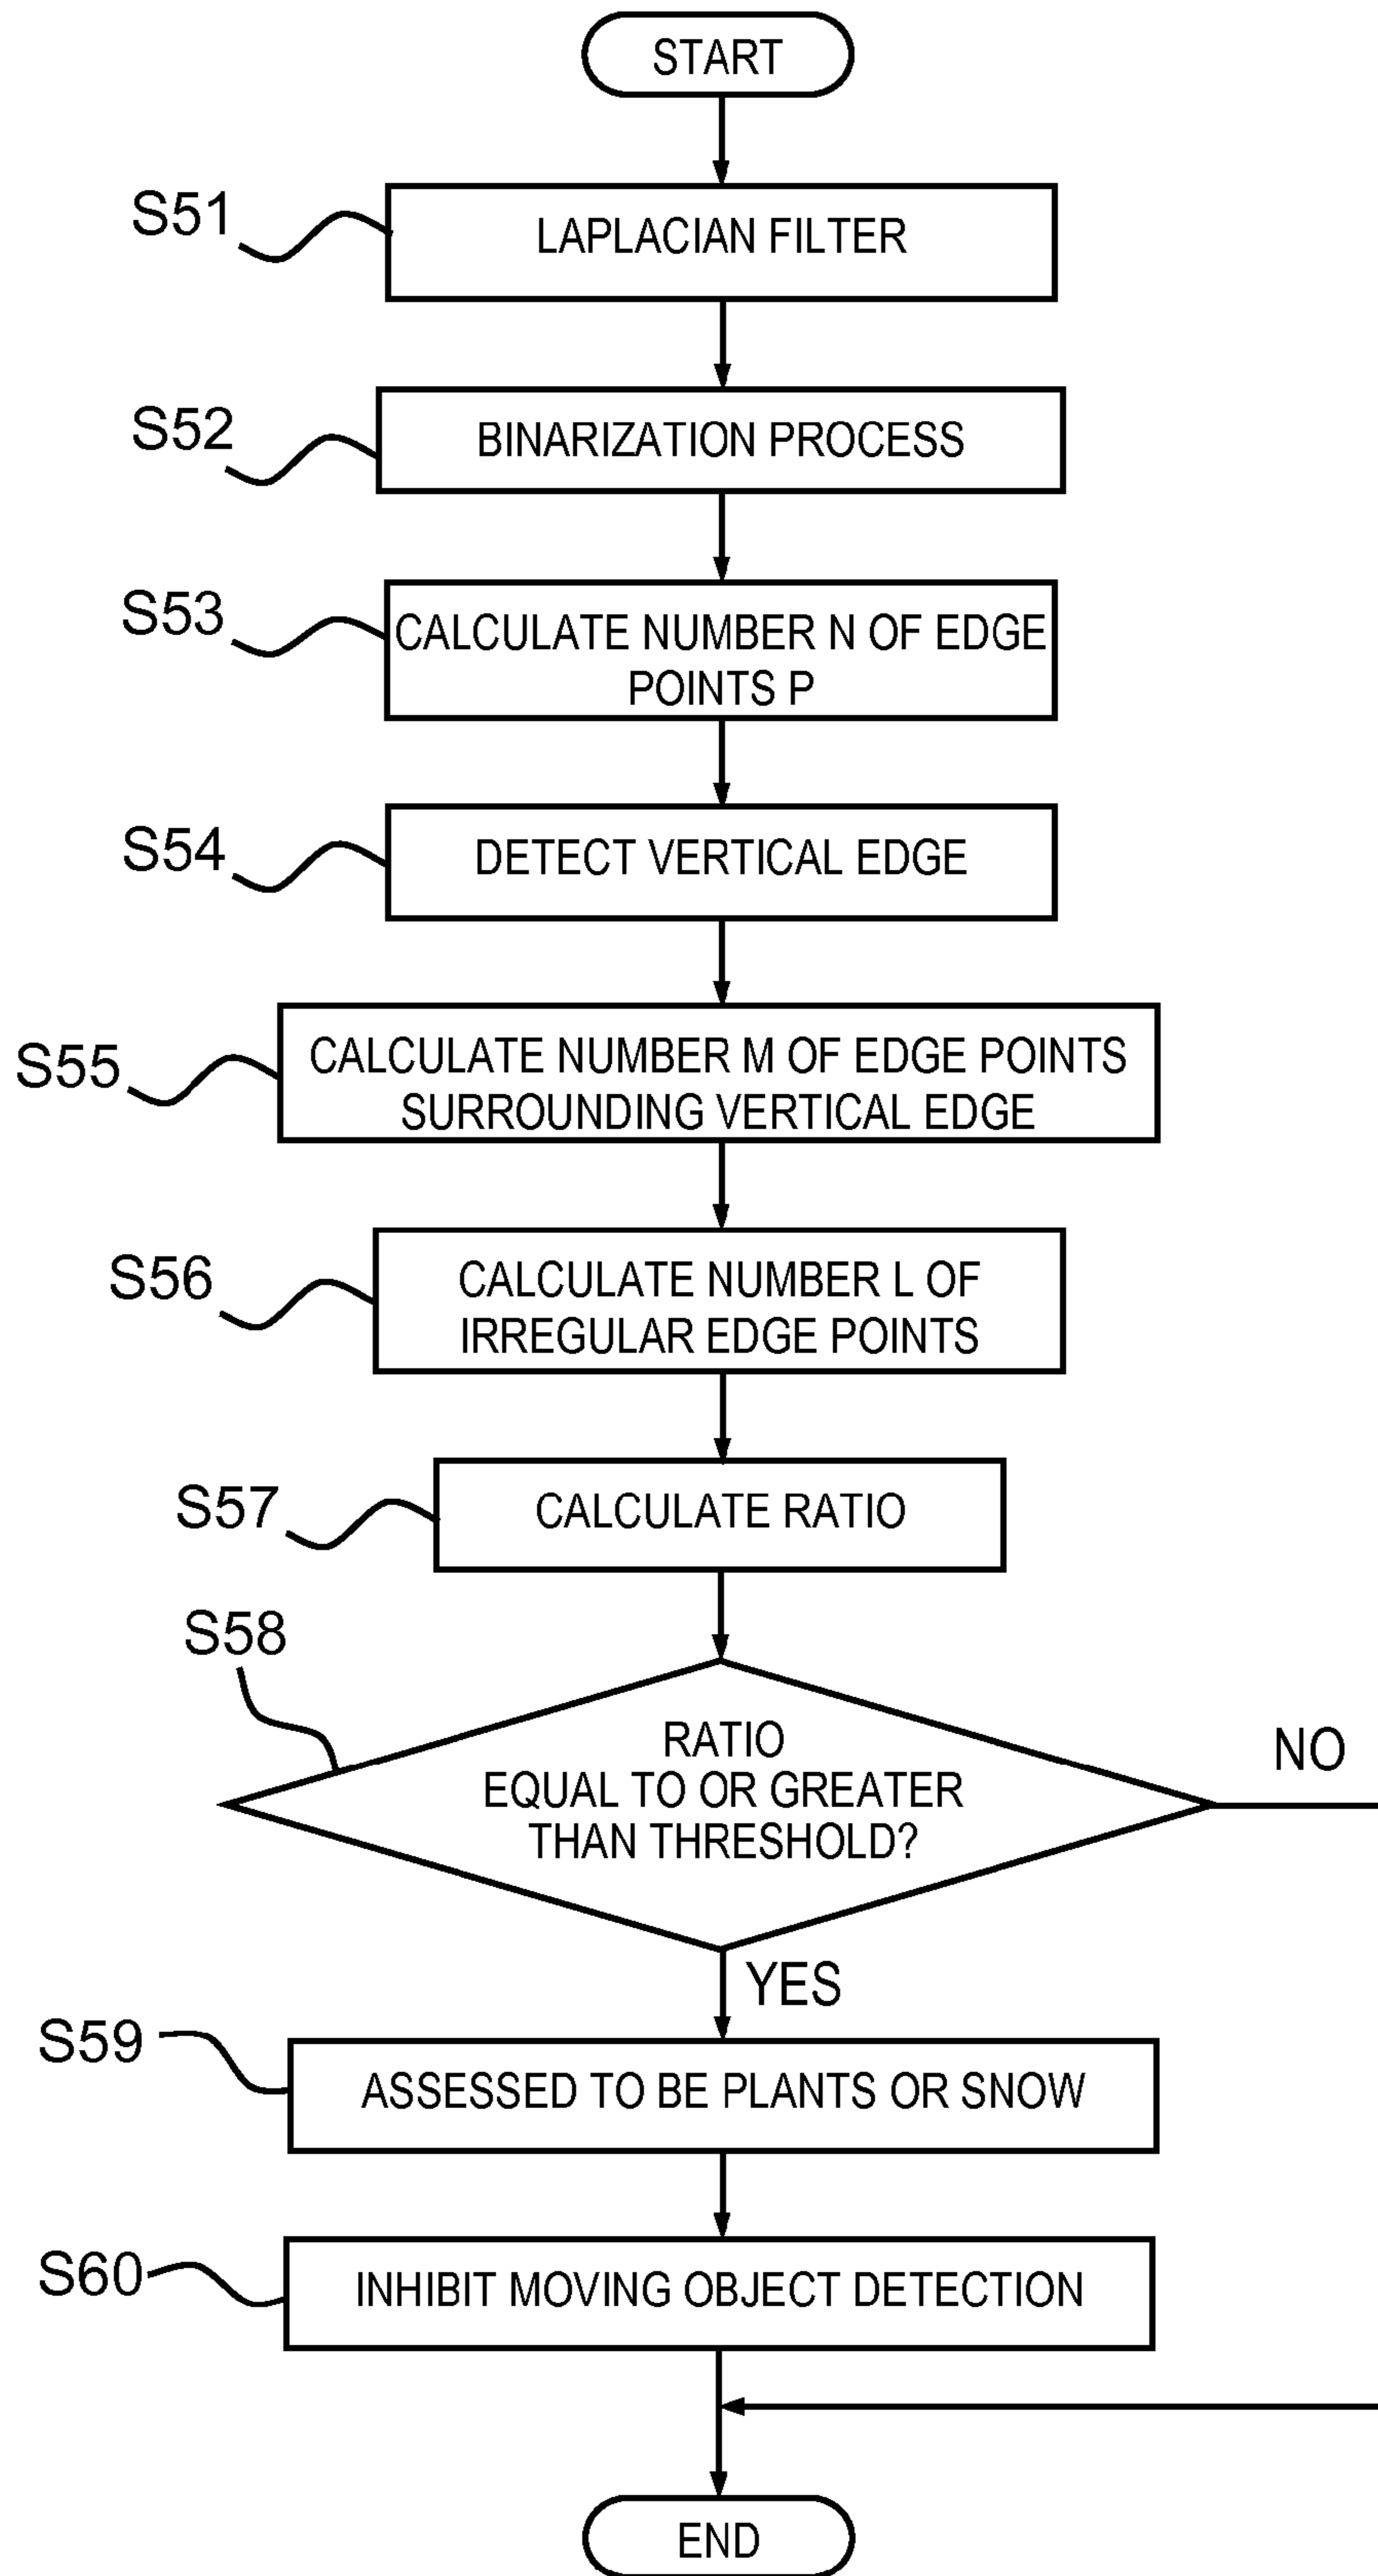 START
S51
LAPLACIAN FILTER
S52
BINARIZATION PROCESS
S53
CALCULATE NUMBER N OF EDGE
POINTS P
S54
DETECT VERTICAL EDGE
S55
CALCULATE NUMBER M OF EDGE POINTS
SURROUNDING VERTICAL EDGE
S56
CALCULATE NUMBER L OF
IRREGULAR EDGE POINTS
S57
CALCULATE RATIO
S58
RATIO
EQUAL TO OR GREATER
THAN THRESHOLD?
NO
YES
S59
ASSESSED TO BE PLANTS OR SNOW
S60
INHIBIT MOVING OBJECT DETECTION
END